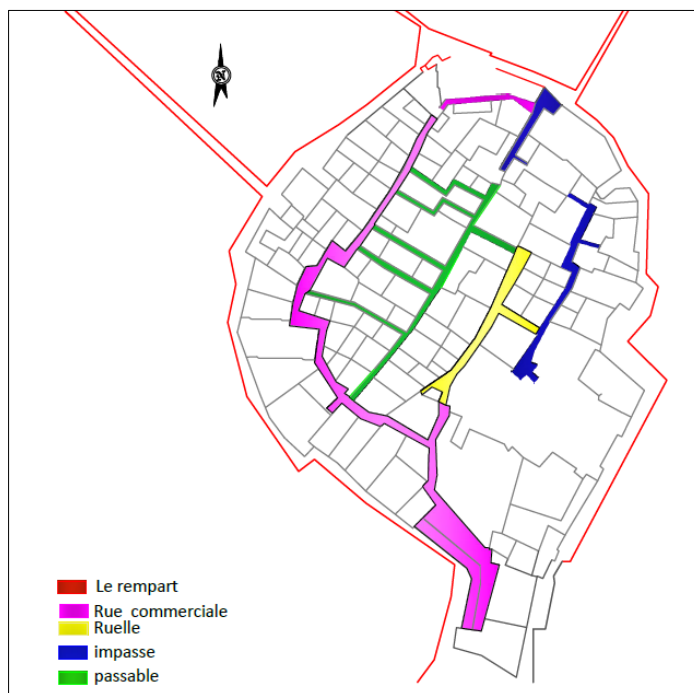 N
Le rempart
Rue commerciale
Ruelle
impasse
passable